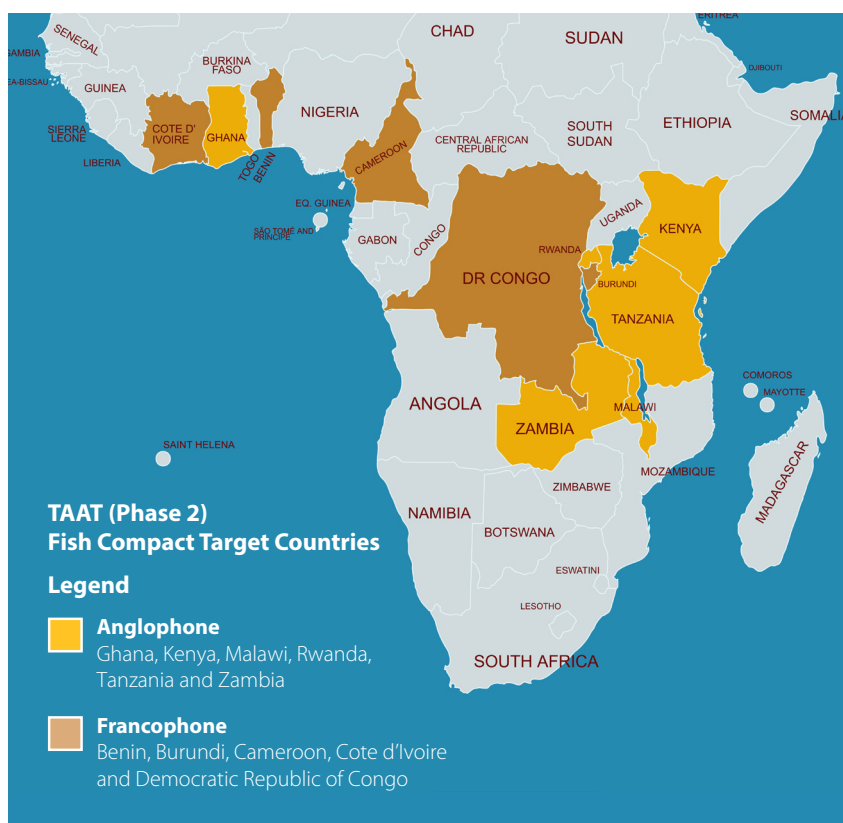 ERITREA
CHAD
SUDAN
SENEGAL
GAMBIA
BURKINA
FASO
DJIBOUTI
EA-BISSAU
GUINEA
NIGERIA
SOMALIA
ETHIOPIA
SIERRA
LEONE
COTE D'
IVOIRE
GHANA
SOUTH
SUDAN
CENTRAL AFRICAN
REPUBLIC
LIBERIA
TOGO
BENIN
CAMEROON
EQ. GUINEA
UGANDA
SÃO TOMÉ AND
PRINCIPE
GABON
CONGO
KENYA
RWANDA
DR CONGO
BURUNDI
TANZANIA
COMOROS
MAYOTTE
ANGOLA
MALAWI
ZAMBIA
SAINT HELENA
MOZAMBIQUE
MADAGASCAR
ZIMBABWE
NAMIBIA
BOTSWANA
ESWATINI
LESOTHO
SOUTH AFRICA
TAAT (Phase 2)
Fish Compact Target Countries
Legend
Anglophone
Ghana, Kenya, Malawi, Rwanda,
Tanzania and Zambia
Francophone
Benin, Burundi, Cameroon, Cote d’Ivoire
and Democratic Republic of Congo